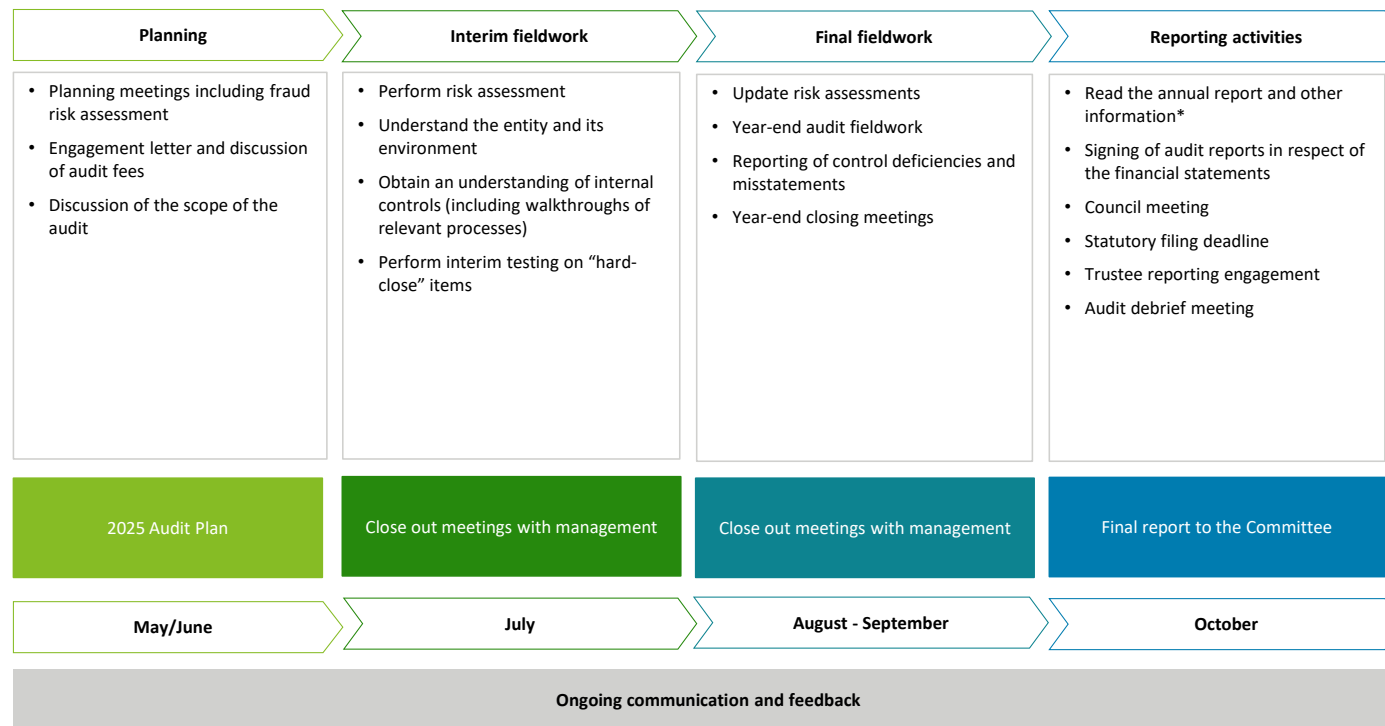 Planning
Interim fieldwork
Final fieldwork
Reporting activities
• Planning meetings including fraud
risk assessment
• Engagement letter and discussion
of audit fees
• Discussion of the scope of the
audit
• Perform risk assessment
• Understand the entity and its
environment
• Obtain an understanding of internal
controls (including walkthroughs of
relevant processes)
• Perform interim testing on “hard-
close” items
• Update risk assessments
• Year-end audit fieldwork
• Reporting of control deficiencies and
misstatements
• Year-end closing meetings
• Read the annual report and other
information*
• Signing of audit reports in respect of
the financial statements
• Council meeting
• Statutory filing deadline
• Trustee reporting engagement
• Audit debrief meeting
2025 Audit Plan
Close out meetings with management
Close out meetings with management
Final report to the Committee
May/June
July
August - September
October
Ongoing communication and feedback